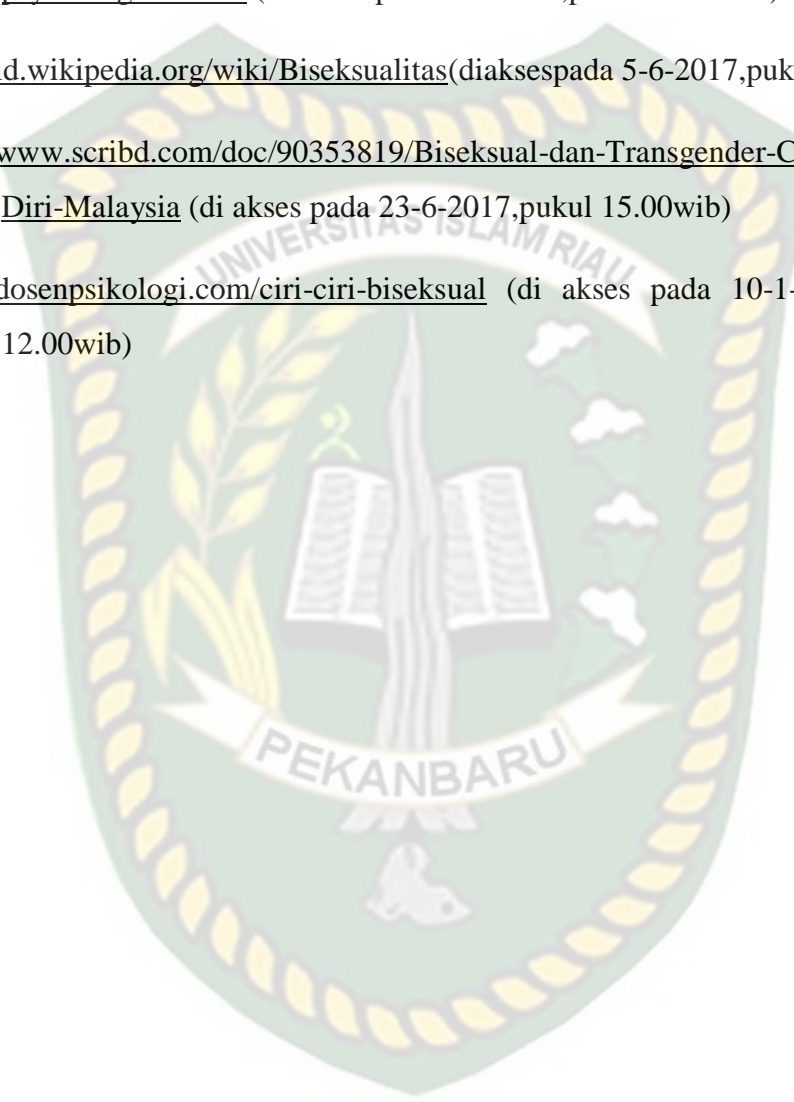 id.wikipedia.org/wiki/Biseksualitas(diaksespada 5-6-2017,puk
www.scribd.com/doc/90353819/Biseksual-dan-Transgender-C
Diri-Malaysia (di akses pada 23-6-2017,pukul 15.00wib)
UNIVERSITAS ISLAM RIAU
dosenpsikologi.com/ciri-ciri-biseksual (di akses pada 10-1-
12.00wib)
PEKANBARU